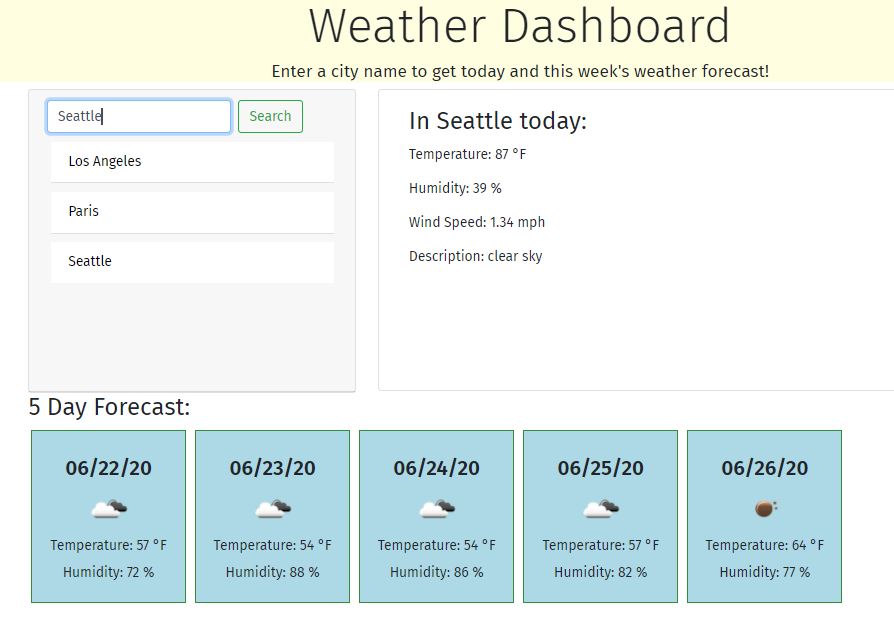 Weather Dashboard
Enter a city name to get today and this week's weather forecast!
Seattle
Search
Los Angeles
Paris
Seattle
In Seattle today:
Temperature: 87 °F
Humidity: 39 %
Wind Speed: 1.34 mph
Description: clear sky
5 Day Forecast:
06/22/20
Temperature: 57 °F
Humidity: 72 %
06/23/20
Temperature: 54 °F
Humidity: 88 %
06/24/20
Temperature: 54 °F
Humidity: 86 %
06/25/20
Temperature: 57 °F
Humidity: 82 %
06/26/20
Temperature: 64 °F
Humidity: 77 %